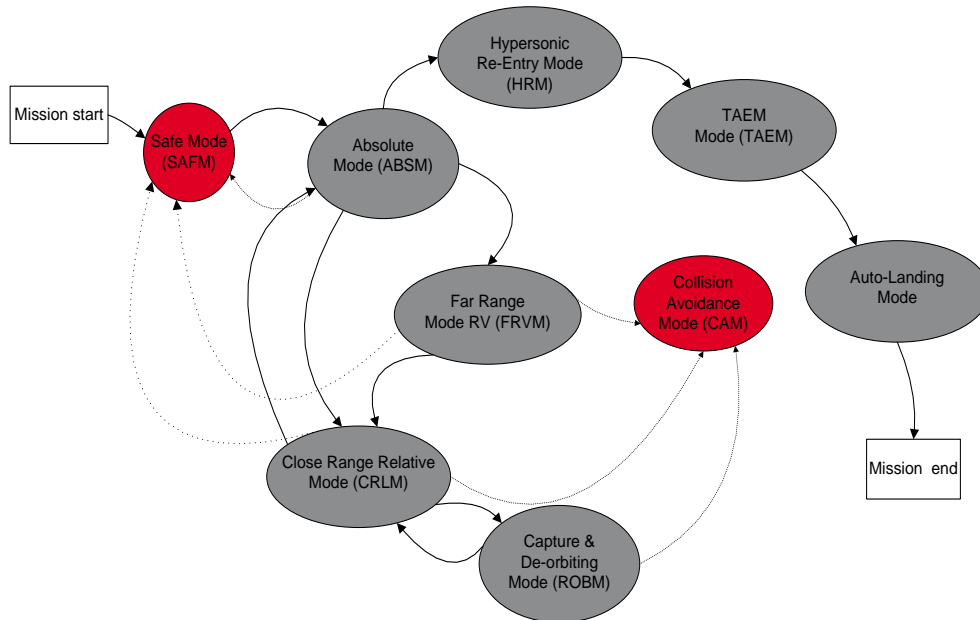 Hypersonic
Re-Entry Mode
(HRM)
Mission start
Safe Mode
(SAFM)
Absolute
Mode (ABSM)
TAEM
Mode (TAEM)
Far Range
Mode RV (FRVM)
Collision
Avoidance
Mode (CAM)
Auto-Landing
Mode
Close Range Relative
Mode (CRLM)
Mission end
Capture &
De-orbiting
Mode (ROBM)